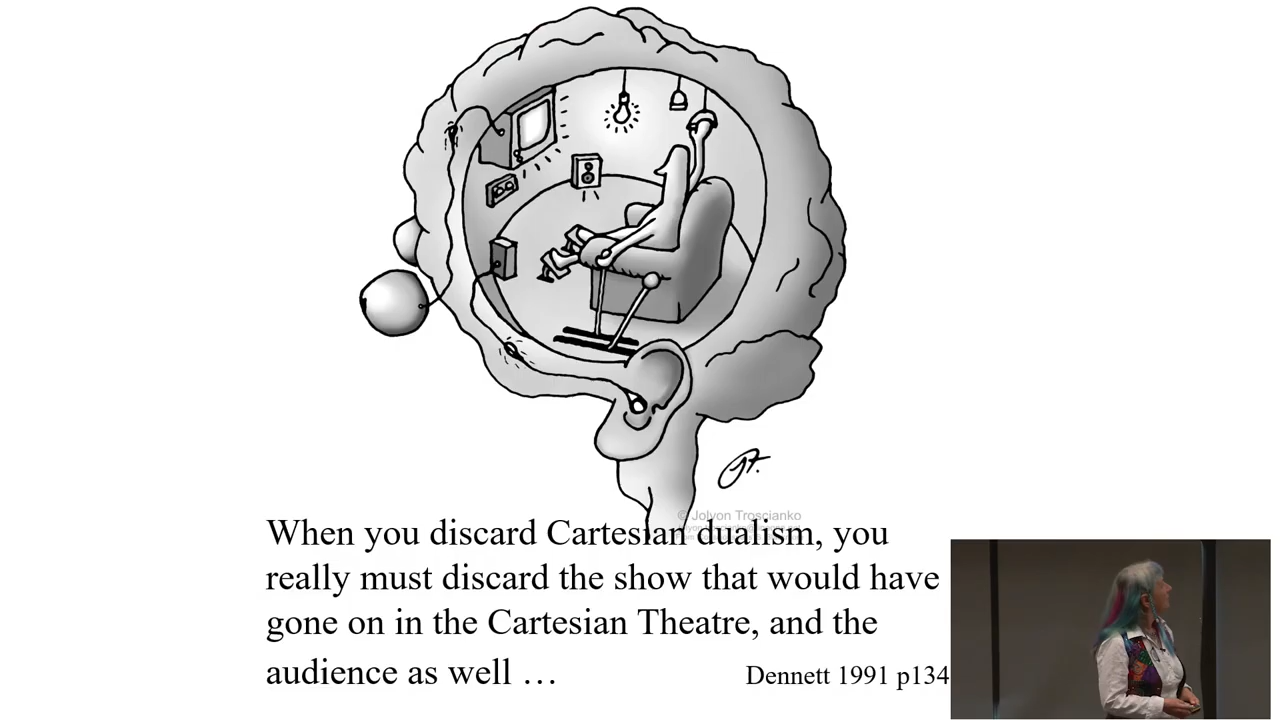 © Jolyon Troscianko
When you discard Cartesian dualism, you
really must discard the show that would have
gone on in the Cartesian Theatre, and the
audience as well …
Dennett 1991 p134